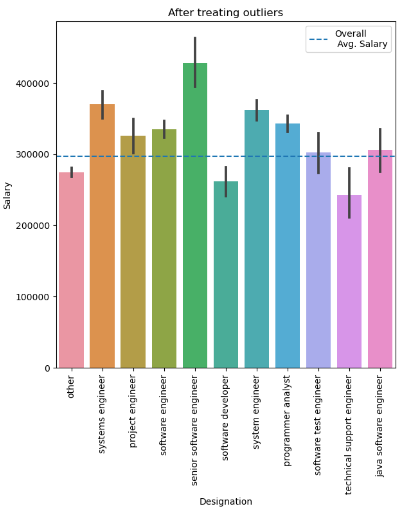 After treating outliers
Overall
Avg. Salary
Salary
400000
300000
200000
100000
0
other
systems engineer
project engineer
software engineer
senior software engineer
software developer
system engineer
programmer analyst
software test engineer
technical support engineer
java software engineer
Designation